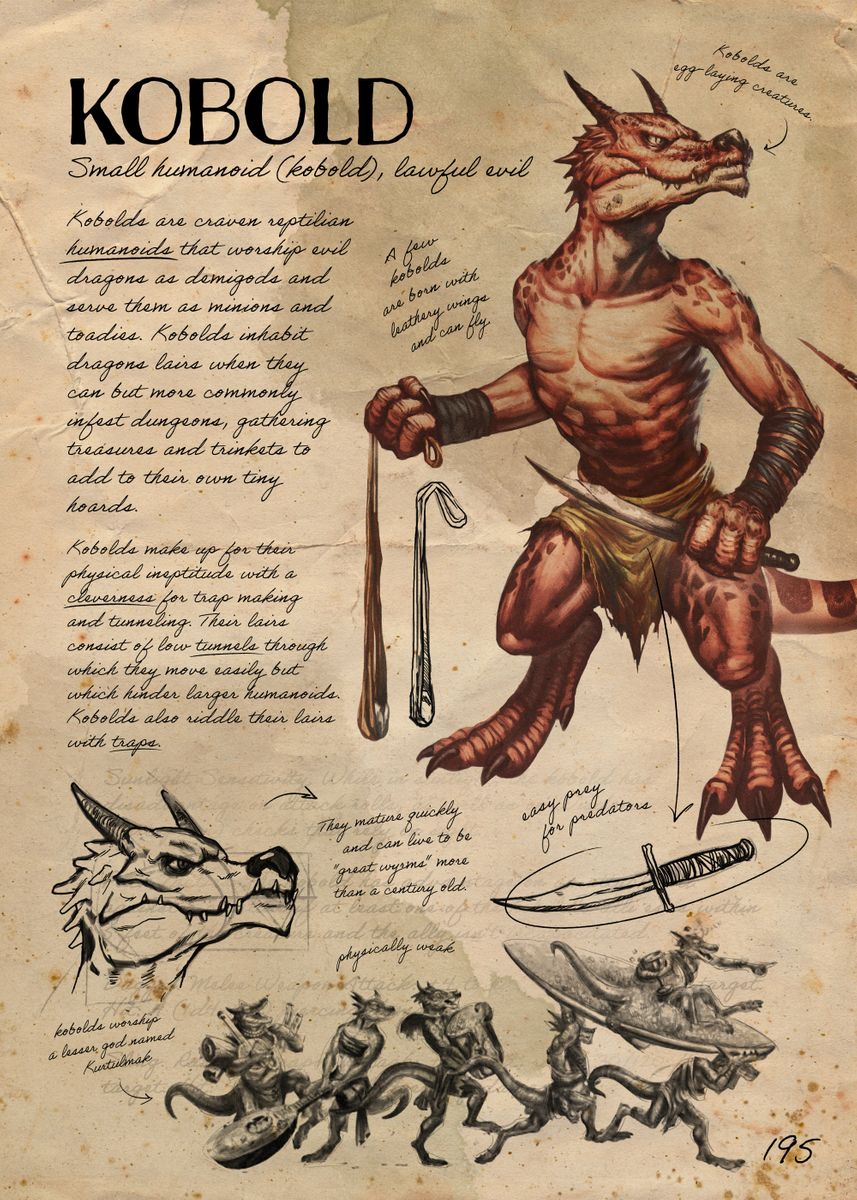 KOBOLD
Small humanoid (kobold), lawful evil
Kobolds are
egg-laying creatures.
Kobolds are craven reptilian
humanoids that worship evil
dragons as demigods and
serve them as minions and
toadies. Kobolds inhabit
dragons lairs when they
can but more commonly
infest dungeons, gathering
treasures and trinkets to
add to their own tiny
hoards.
A few
kobolds
are born with
leathery wings
and can fly
Kobolds make up for their
physical ineptitude with a
cleverness for trap making
and tunneling. Their lairs
consist of low tunnels through
which they move easily but
which hinder larger humanoids.
Kobolds also riddle their lairs
with traps.
They mature quickly
and can live to be
"great wyrms" more
than a century old.
easy prey
for predators
physically weak
kobolds worship
a lesser god named
Kurtulmak
195